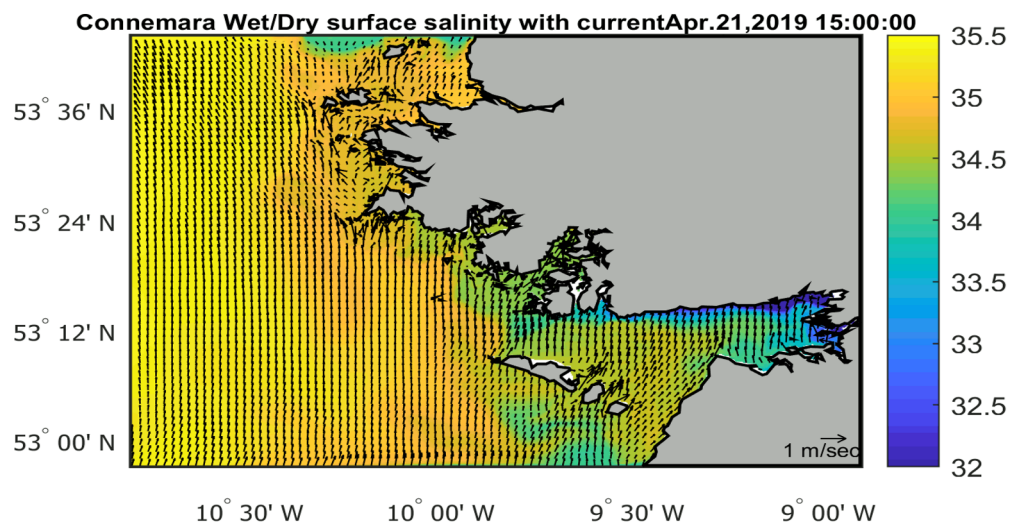 Connemara Wet/Dry surface salinity with currentApr.21,2019 15:00:00
53° 36' N
53° 24' N
53° 12' N
53° 00' N
10° 30' W
10° 00' W
9° 30' W
9° 00' W
1 m/sec
35.5
35
34.5
34
33.5
33
32.5
32